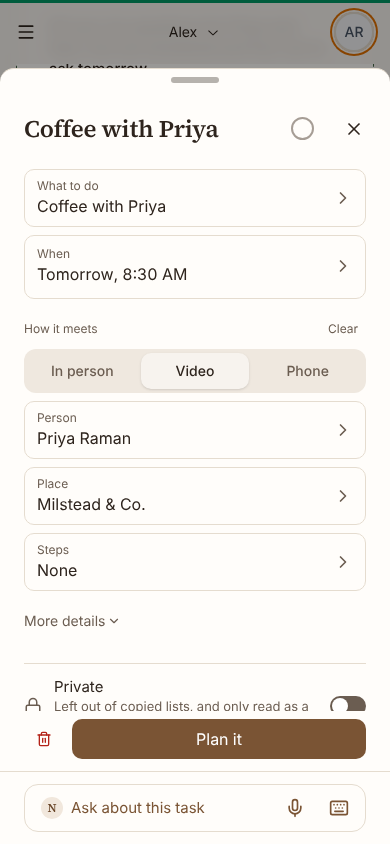 Alex
AR
ask tomorrow
Coffee with Priya
What to do
Coffee with Priya
When
Tomorrow, 8:30 AM
How it meets
Clear
In person
Video
Phone
Person
Priya Raman
Place
Milstead & Co.
Steps
None
More details
Private
Left out of copied lists, and only read as a
Plan it
N
Ask about this task